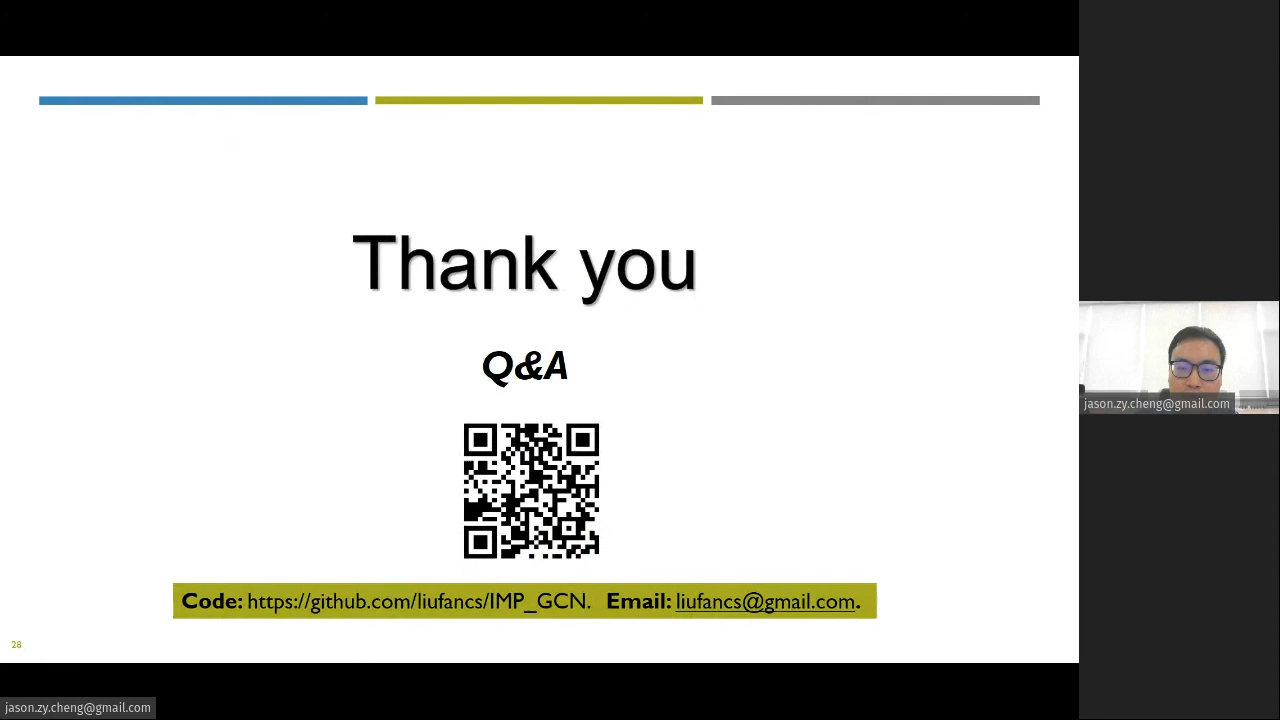 Thank you
Q&A
Code: https://github.com/liufancs/IMP_GCN. Email: liufancs@gmail.com.
28
jason.zy.cheng@gmail.com
jason.zy.cheng@gmail.com